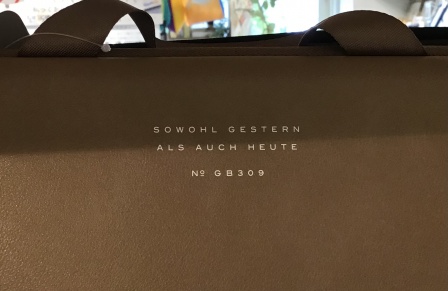 SOWOHL GESTERN
ALS AUCH HEUTE
Nº GB309